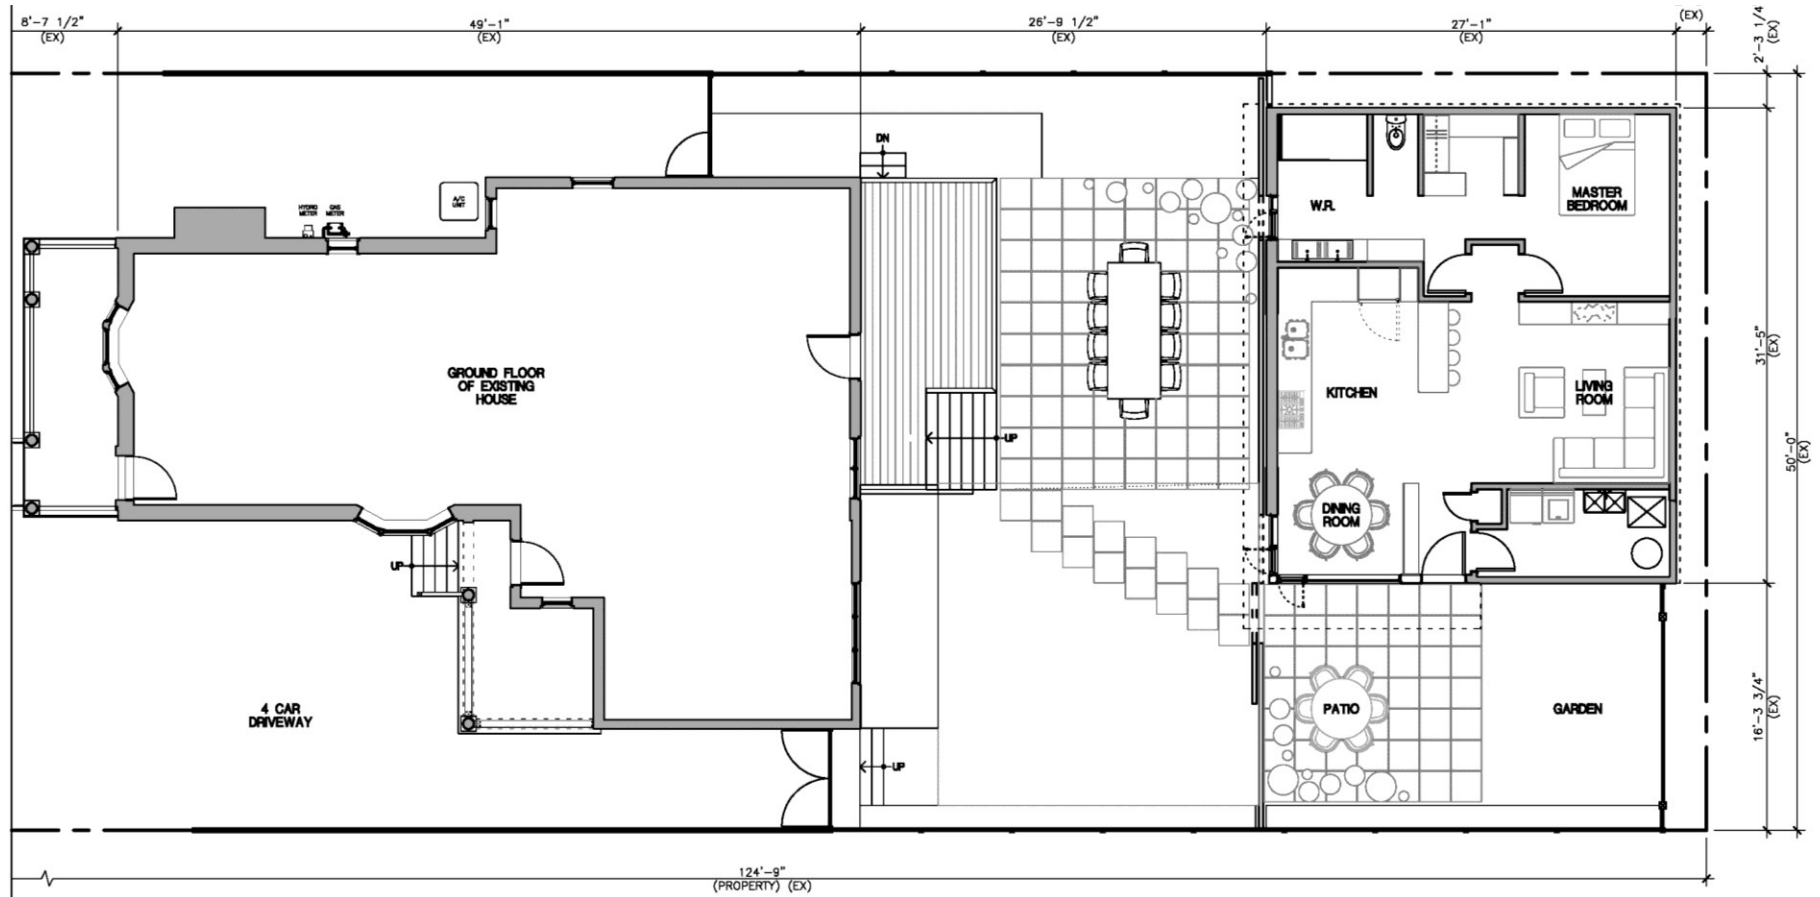 8'-7 1/2"
(EX)
49'-1"
(EX)
26'-9 1/2"
(EX)
27'-1"
(EX)
(EX)
2'-3 1/4
(EX)
DN
HYDRO
METER
GAS
METER
A/C
UNIT
W.R.
MASTER
BEDROOM
GROUND FLOOR
OF EXISTING
HOUSE
KITCHEN
LIVING
ROOM
31'-5"
(EX)
UP
50'-0"
(EX)
DINING
ROOM
UP
4 CAR
DRIVEWAY
PATIO
GARDEN
16'-3 3/4"
(EX)
UP
124'-9"
(PROPERTY) (EX)